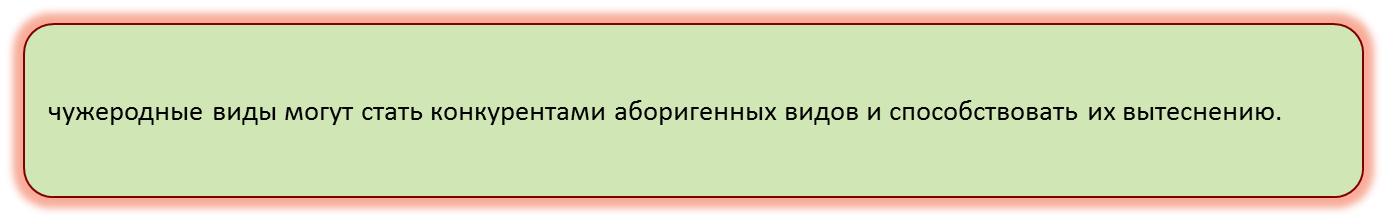 чужеродные виды могут стать конкурентами аборигенных видов и способствовать их вытеснению.